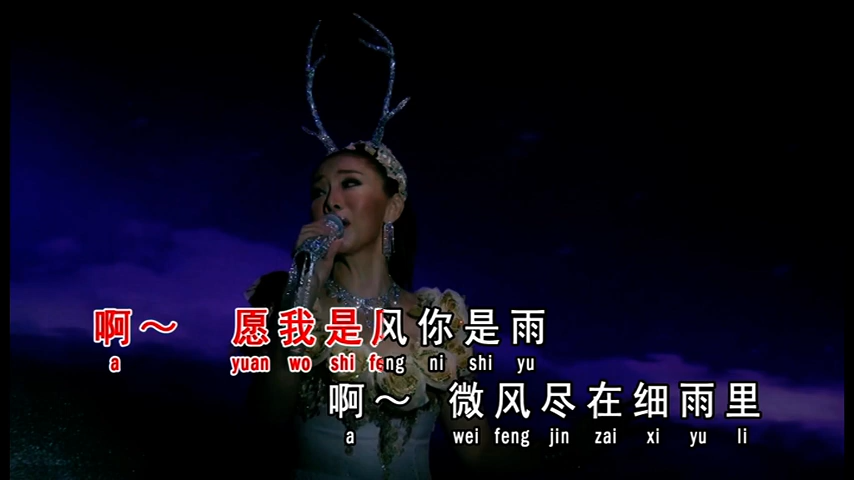 啊～ 愿我是风你是雨
a yuan wo shi feng ni shi yu
啊～ 微风尽在细雨里
a wei feng jin zai xi yu li